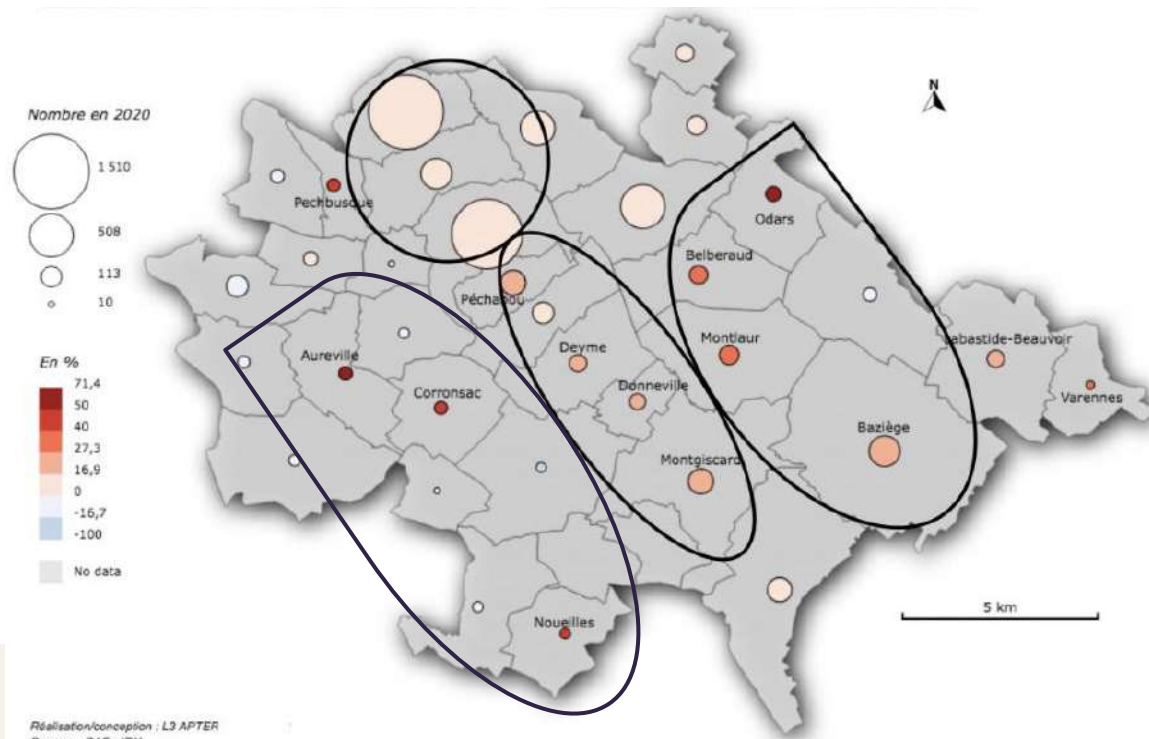 N
Nombre en 2020
1 510
508
113
10
Pechbusque
Odars
Belberaud
Péchabou
Aureville
Deyme
Montlaur
Labastide-Beauvoir
Corronsac
Donneville
Varennes
Baziège
Montgiscard
Noueilles
En %
71,4
50
40
27,3
16,9
0
-16,7
-100
No data
5 km
Réalisation/conception : L3 APTER